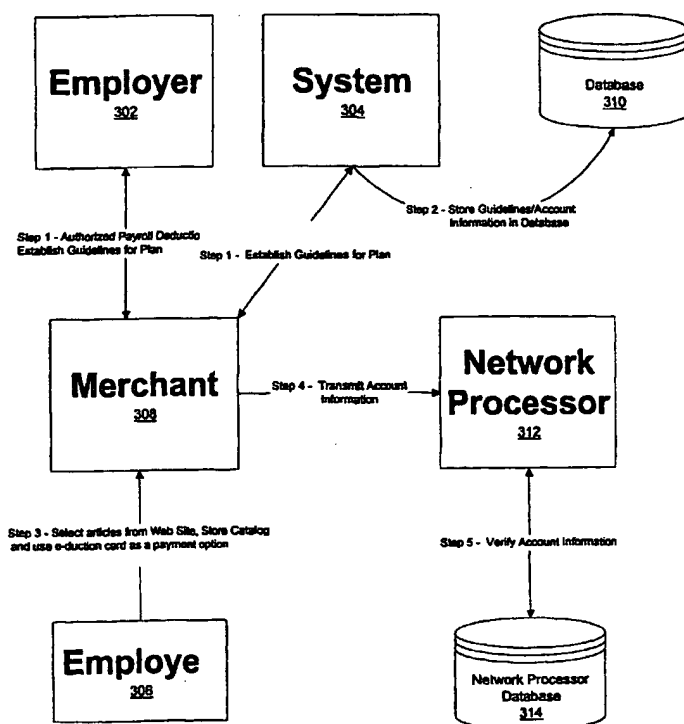 Employer
302
System
304
Database
310
Step 1 - Authorized Payroll Deductio
Establish Guidelines for Plan
Step 1 - Establish Guidelines for Plan
Step 2 - Store Guidelines/Account
Information in Database
Merchant
308
Step 4 - Transmit Account
Information
Network
Processor
312
Step 3 - Select articles from Web Site, Store Catalog
and use e-duction card as a payment option
Step 5 - Verify Account Information
Employe
306
Network Processor
Database
314